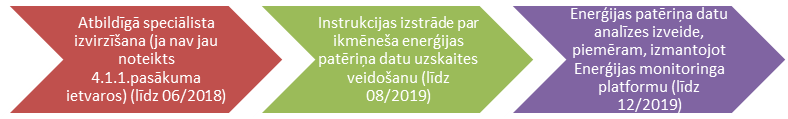 Atbildīgā speciālista
izvirzīšana (ja nav jau
noteikts
4.1.1.pasākuma
ietvaros) (līdz 06/2018)
Instrukcijas izstrāde par
ikmēneša enerģijas
patēriņa datu uzskaites
veidošanu (līdz
08/2019)
Enerģijas patēriņa datu
analīzes izveide,
piemēram, izmantojot
Enerģijas monitoringa
platformu (līdz
12/2019)